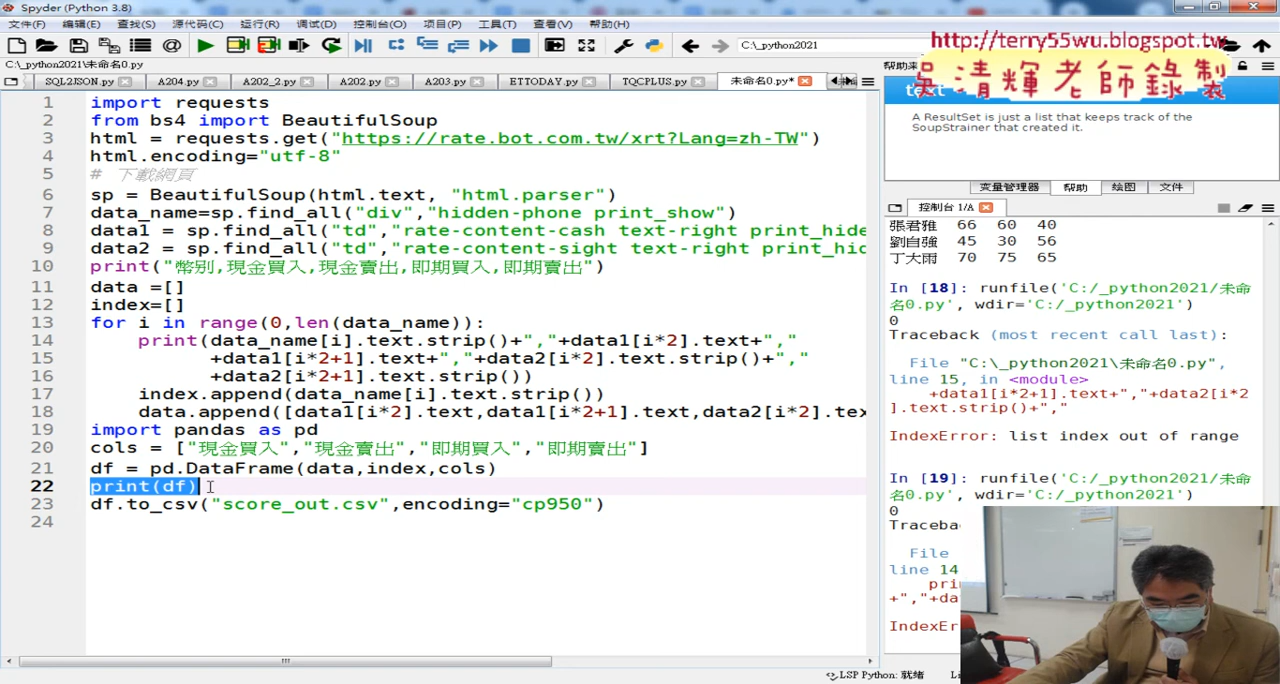 Spyder (Python 3.8)
文件(F) 编辑(E) 查找(S) 源代码(C) 运行(R) 调试(D) 控制台(O) 项目(P) 工具(T) 查看(V) 帮助(H)
C:\_python2021
http://terry55wu.blogspot.tw
吳清輝老師錄製
C:\_python2021\未命名0.py
SQL2JSON.py A204.py A202_2.py A202.py A203.py ETTODAY.py TQCPLUS.py 未命名0.py*
text
A ResultSet is just a list that keeps track of the
SoupStrainer that created it.
变量管理器 帮助 绘图 文件
控制台 1/A
1 import requests
2 from bs4 import BeautifulSoup
3 html = requests.get("https://rate.bot.com.tw/xrt?Lang=zh-TW")
4 html.encoding="utf-8"
5 # 下載網頁
6 sp = BeautifulSoup(html.text, "html.parser")
7 data_name=sp.find_all("div","hidden-phone print_show")
8 data1 = sp.find_all("td","rate-content-cash text-right print_hide
9 data2 = sp.find_all("td","rate-content-sight text-right print_hid
10 print("幣別,現金買入,現金賣出,即期買入,即期賣出")
11 data =[]
12 index=[]
13 for i in range(0,len(data_name)):
14 print(data_name[i].text.strip()+","+data1[i*2].text+","
15 +data1[i*2+1].text+","+data2[i*2].text.strip()+","
16 +data2[i*2+1].text.strip())
17 index.append(data_name[i].text.strip())
18 data.append([data1[i*2].text,data1[i*2+1].text,data2[i*2].tex
19 import pandas as pd
20 cols = ["現金買入","現金賣出","即期買入","即期賣出"]
21 df = pd.DataFrame(data,index,cols)
22 print(df)
23 df.to_csv("score_out.csv",encoding="cp950")
24
張君雅 66 60 40
劉自強 45 30 56
丁大雨 70 75 65
In [18]: runfile('C:/_python2021/未命
名0.py', wdir='C:/_python2021')
0
Traceback (most recent call last):
File "C:\_python2021\未命名0.py",
line 15, in <module>
+data1[i*2+1].text+","+data2[i*2
].text.strip()+","
IndexError: list index out of range
In [19]: runfile('C:/_python2021/未命
名0.py', wdir='C:/_python2021')
0
File
line 14
+","+da
LSP Python: 就绪